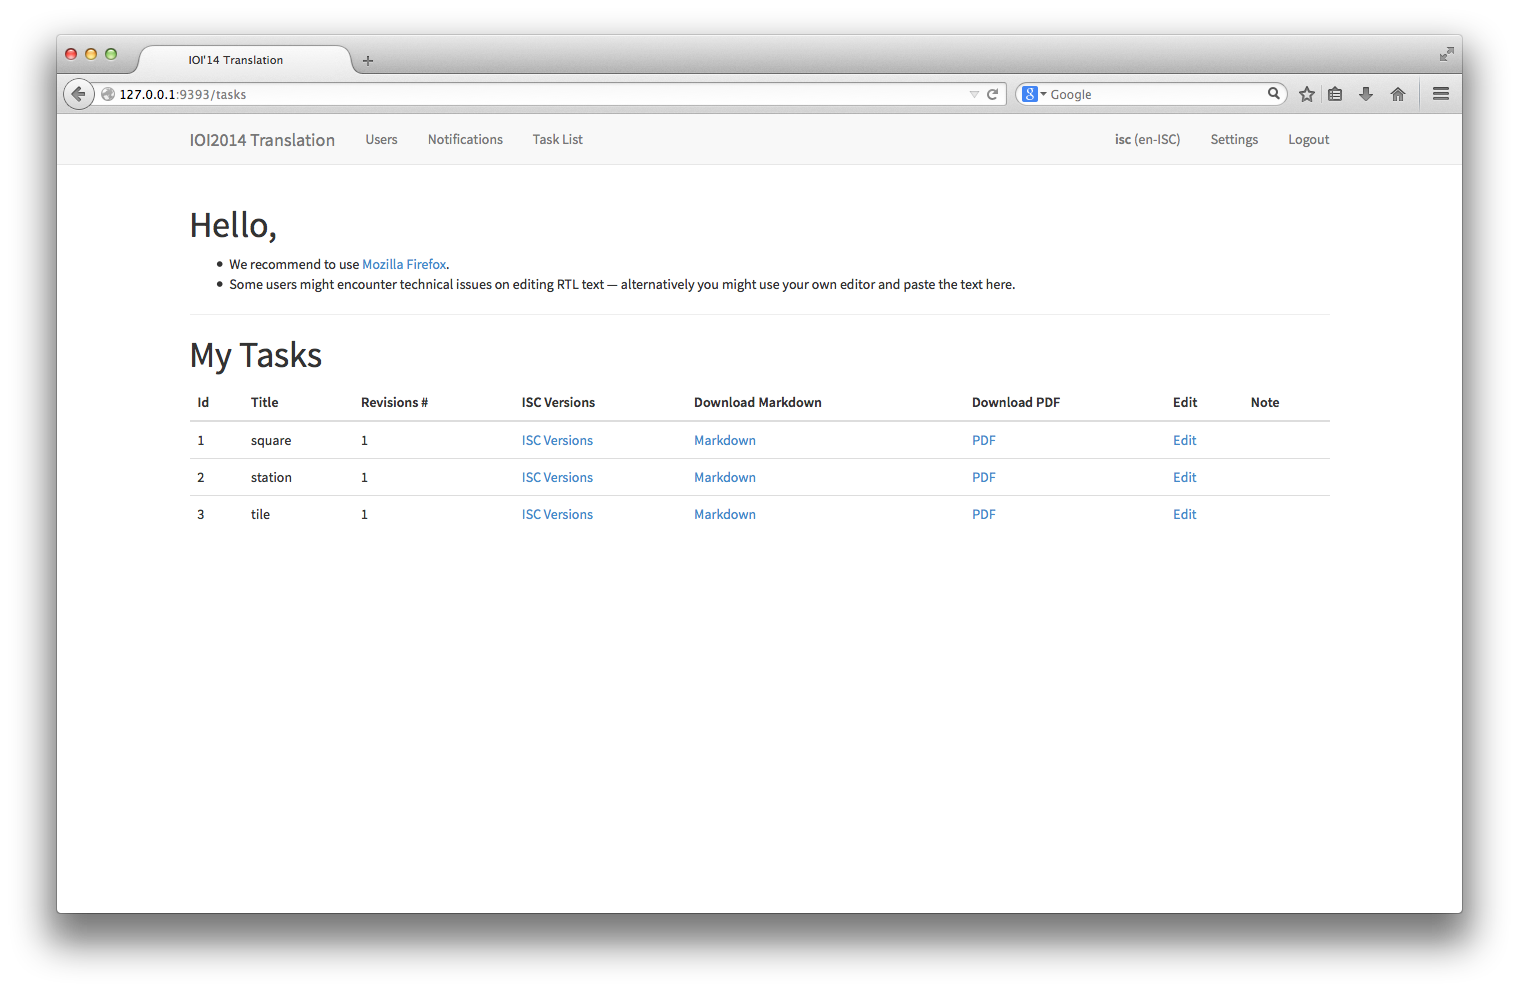 IOI'14 Translation
127.0.0.1:9393/tasks
Google
IOI2014 Translation Users Notifications Task List isc (en-ISC) Settings Logout
Hello,
We recommend to use Mozilla Firefox.
Some users might encounter technical issues on editing RTL text — alternatively you might use your own editor and paste the text here.
My Tasks
Id Title Revisions # ISC Versions Download Markdown Download PDF Edit Note
1 square 1 ISC Versions Markdown PDF Edit
2 station 1 ISC Versions Markdown PDF Edit
3 tile 1 ISC Versions Markdown PDF Edit